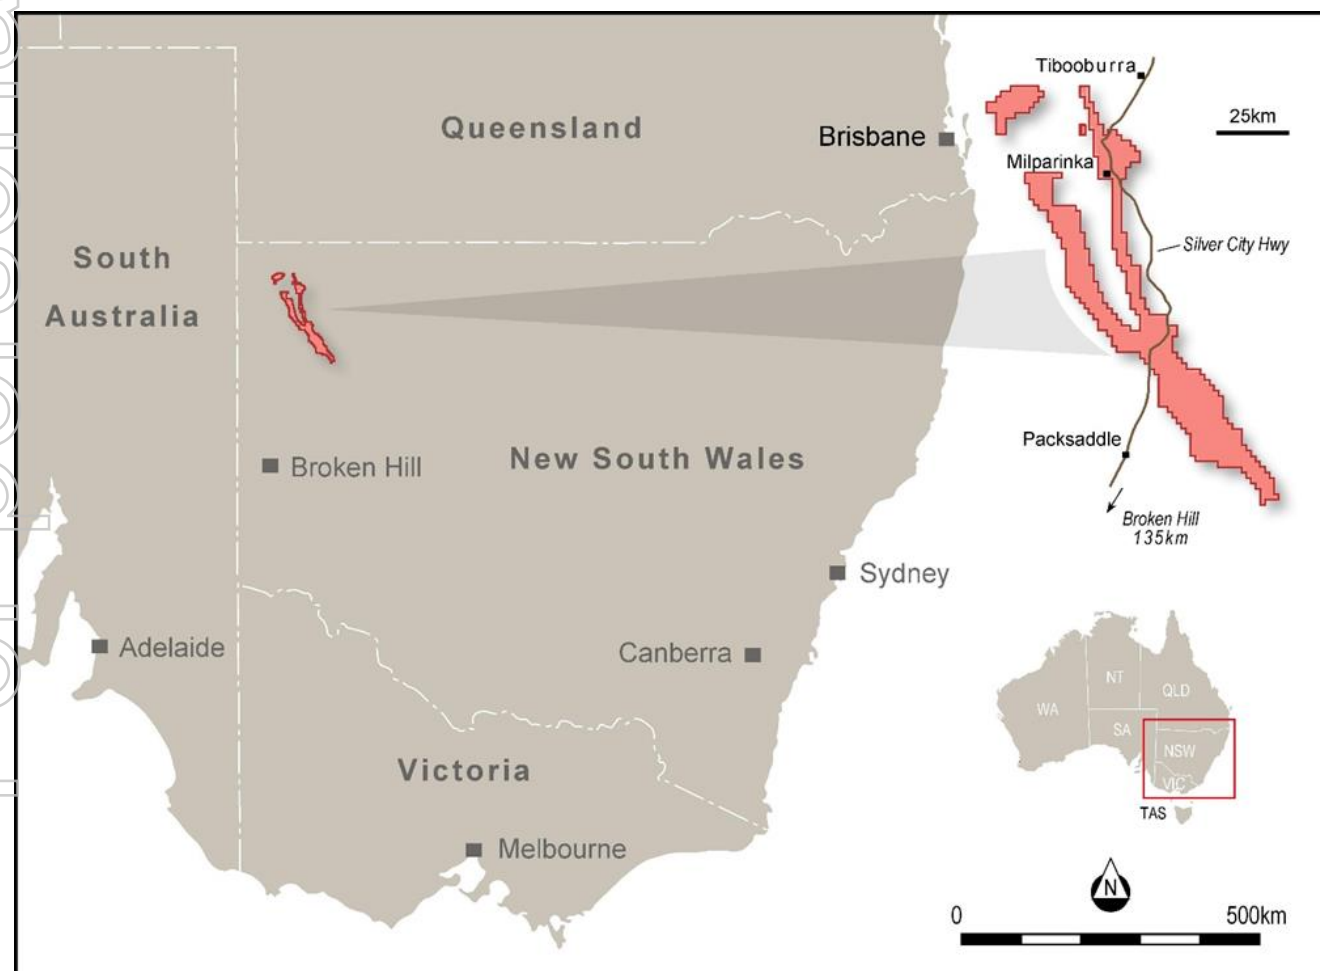 Queensland
Brisbane
South
Australia
Broken Hill
New South Wales
Sydney
Adelaide
Canberra
Victoria
Melbourne
Tibooburra
25km
Milparinka
Silver City Hwy
Packsaddle
Broken Hill
135km
WA
NT
QLD
SA
NSW
VIC
TAS
N
0
500km